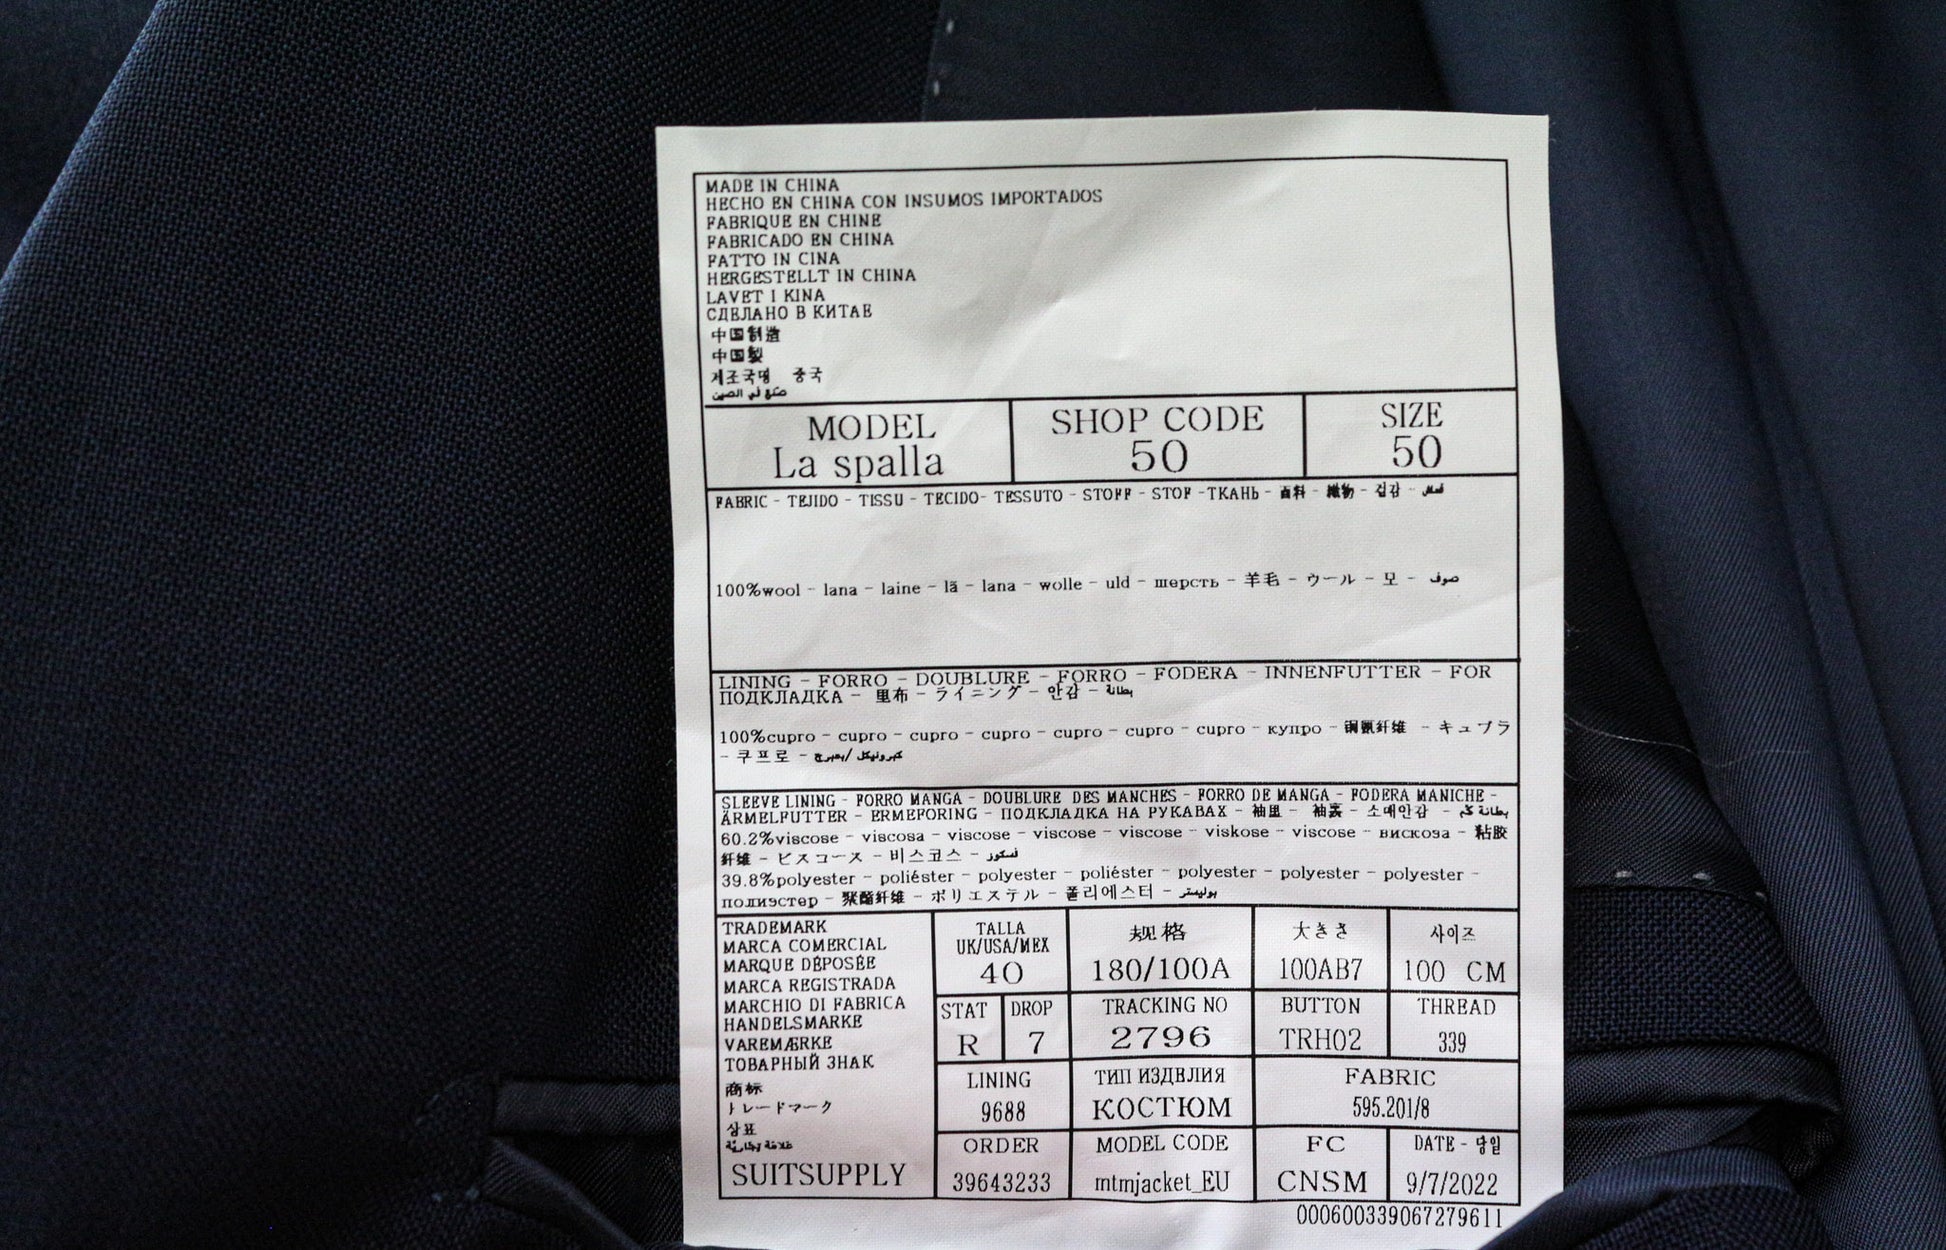 MADE IN CHINA
HECHO EN CHINA CON INSUMOS IMPORTADOS
FABRIQUE EN CHINE
FABRICADO EN CHINA
FATTO IN CINA
HERGESTELLT IN CHINA
LAVET I KINA
СДЕЛАНО В КИТАЕ
中国制造
中国製
제조국명 중국
صنع في الصين
MODEL
La spalla
SHOP CODE
50
SIZE
50
FABRIC - TEJIDO - TISSU - TECIDO- TESSUTO - STOFF - STOF -ТКАНЬ - 面料 - 織物 - 겉감 - قماش
100%wool - lana - laine - lã - lana - wolle - uld - шерсть - 羊毛 - ウール - 모 - صوف
LINING - FORRO - DOUBLURE - FORRO - FODERA - INNENFUTTER - FOR
ПОДКЛАДКА - 里布 - ライニング - 안감 - بطانة
100%cupro - cupro - cupro - cupro - cupro - cupro - cupro - купро - 铜氨纤维 - キュプラ
- 쿠프로 -
SLEEVE LINING - FORRO MANGA - DOUBLURE DES MANCHES - FORRO DE MANGA - FODERA MANICHE -
ÄRMELFUTTER - ERMEFORING - ПОДКЛАДКА НА РУКАВАХ - 袖里 - 袖裏 - 소매안감 - بطانة كم
60.2%viscose - viscosa - viscose - viscose - viscose - viskose - viscose - вискоза - 粘胶
纤维 - ビスコース - 비스코스 - فسكوز
39.8%polyester - poliéster - polyester - poliéster - polyester - polyester - polyester -
полиэстер - 聚酯纤维 - ポリエステル - 폴리에스터 - بوليستر
TRADEMARK
MARCA COMERCIAL
MARQUE DÉPOSÉE
MARCA REGISTRADA
MARCHIO DI FABRICA
HANDELSMARKE
VAREMÆRKE
ТОВАРНЫЙ ЗНАК
商标
トレードマーク
상표
علامة تجارية
SUITSUPPLY
TALLA
UK/USA/MEX
40
规格
180/100A
大きさ
100AB7
사이즈
100 CM
STAT
R
DROP
7
TRACKING NO
2796
BUTTON
TRH02
THREAD
339
LINING
9688
ТИП ИЗДЕЛИЯ
КОСТЮМ
FABRIC
595.201/8
ORDER
39643233
MODEL CODE
mtmjacket_EU
FC
CNSM
DATE - 당일
9/7/2022
000600339067279611